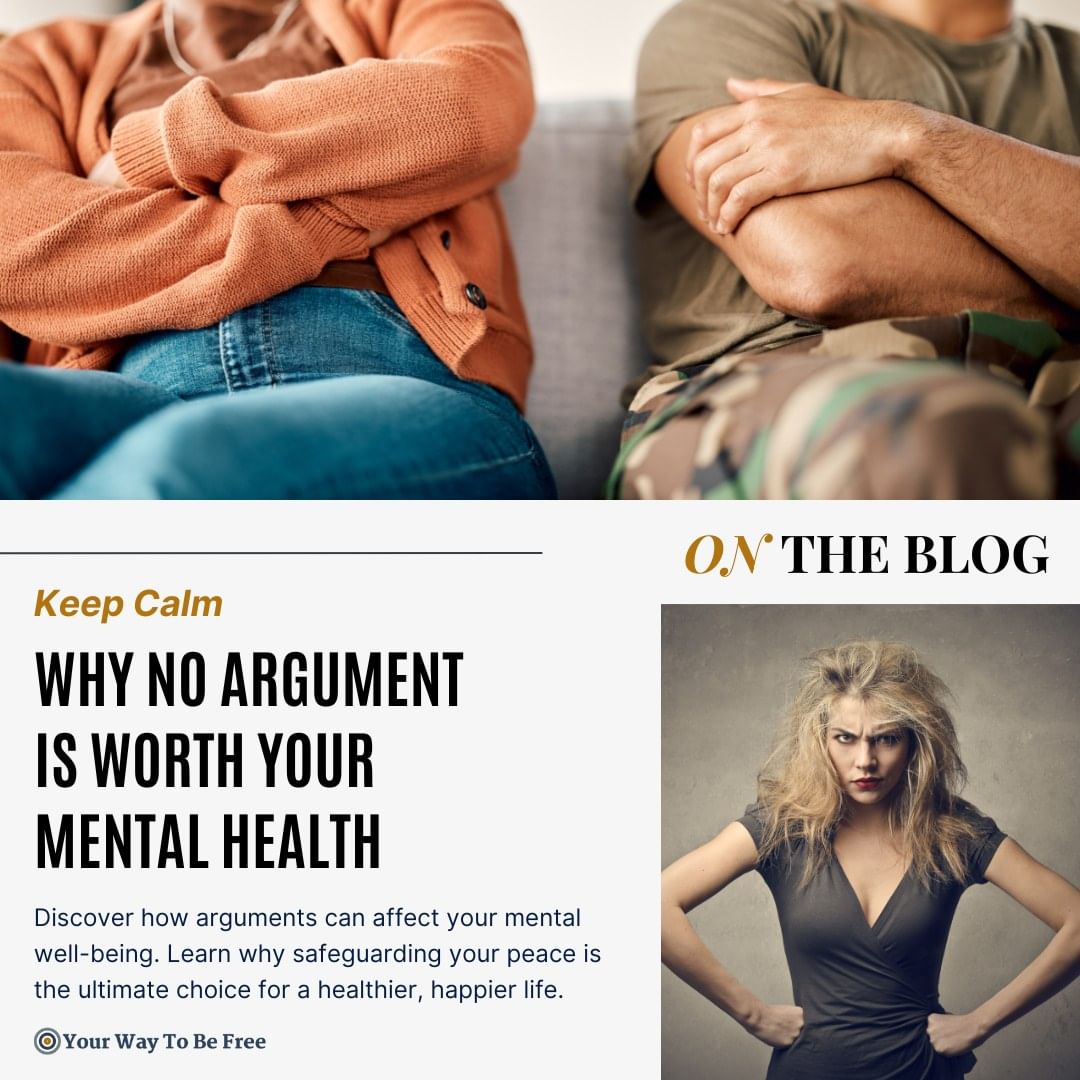 ON THE BLOG
Keep Calm
WHY NO ARGUMENT
IS WORTH YOUR
MENTAL HEALTH
Discover how arguments can affect your mental
well-being. Learn why safeguarding your peace is
the ultimate choice for a healthier, happier life.
Your Way To Be Free